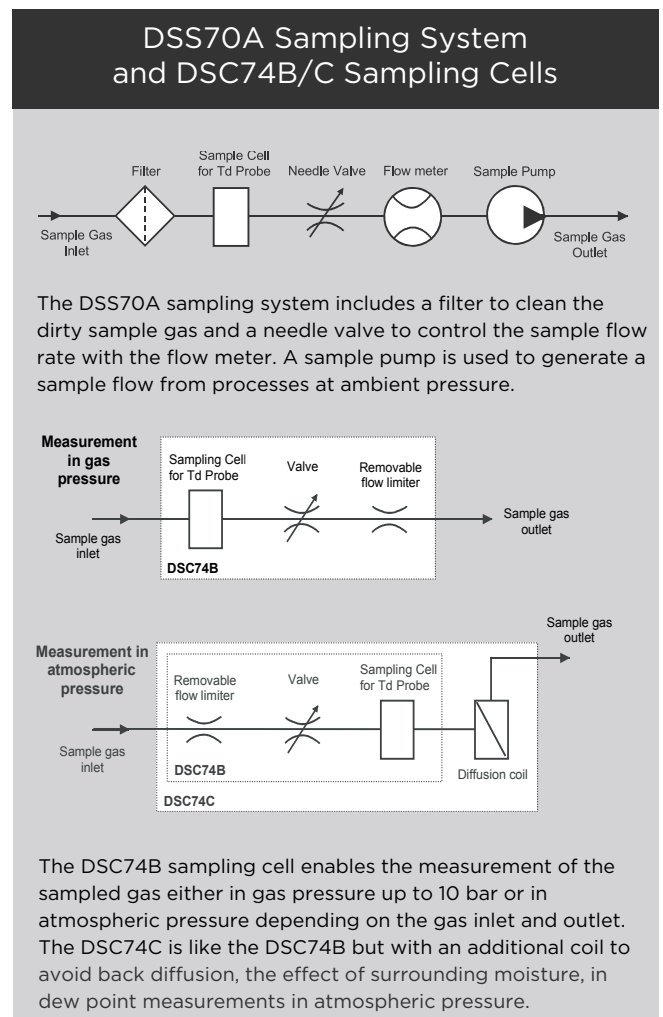 DSS70A Sampling System
and DSC74B/C Sampling Cells
Filter
Sample Cell
for Td Probe
Needle Valve
Flow meter
Sample Pump
Sample Gas
Inlet
Sample Gas
Outlet
The DSS70A sampling system includes a filter to clean the
dirty sample gas and a needle valve to control the sample flow
rate with the flow meter. A sample pump is used to generate a
sample flow from processes at ambient pressure.
Measurement
in gas
pressure
Sampling Cell
for Td Probe
Valve
Removable
flow limiter
Sample gas
inlet
Sample gas
outlet
DSC74B
Measurement in
atmospheric
pressure
Removable
flow limiter
Valve
Sampling Cell
for Td Probe
Sample gas
outlet
Sample gas
inlet
DSC74B
Diffusion coil
DSC74C
The DSC74B sampling cell enables the measurement of the
sampled gas either in gas pressure up to 10 bar or in
atmospheric pressure depending on the gas inlet and outlet.
The DSC74C is like the DSC74B but with an additional coil to
avoid back diffusion, the effect of surrounding moisture, in
dew point measurements in atmospheric pressure.